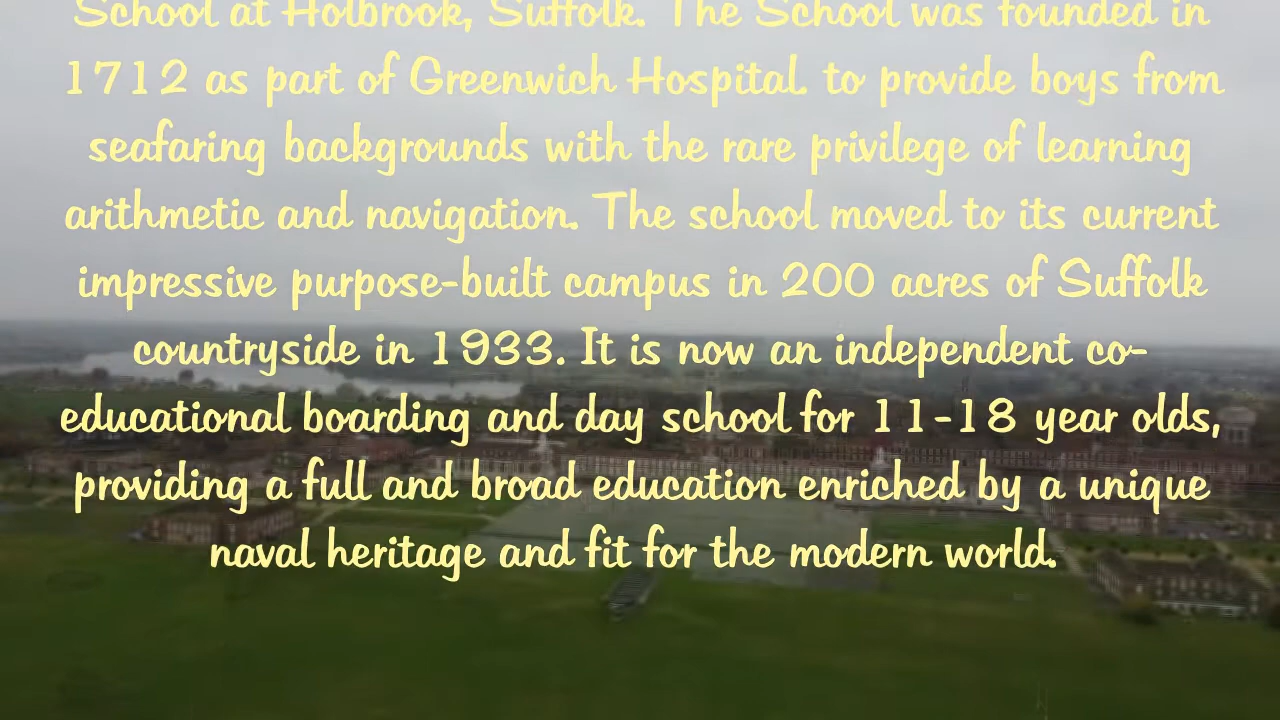 School at Holbrook, Suffolk. The School was founded in
1712 as part of Greenwich Hospital. to provide boys from
seafaring backgrounds with the rare privilege of learning
arithmetic and navigation. The school moved to its current
impressive purpose-built campus in 200 acres of Suffolk
countryside in 1933. It is now an independent co-
educational boarding and day school for 11-18 year olds,
providing a full and broad education enriched by a unique
naval heritage and fit for the modern world.